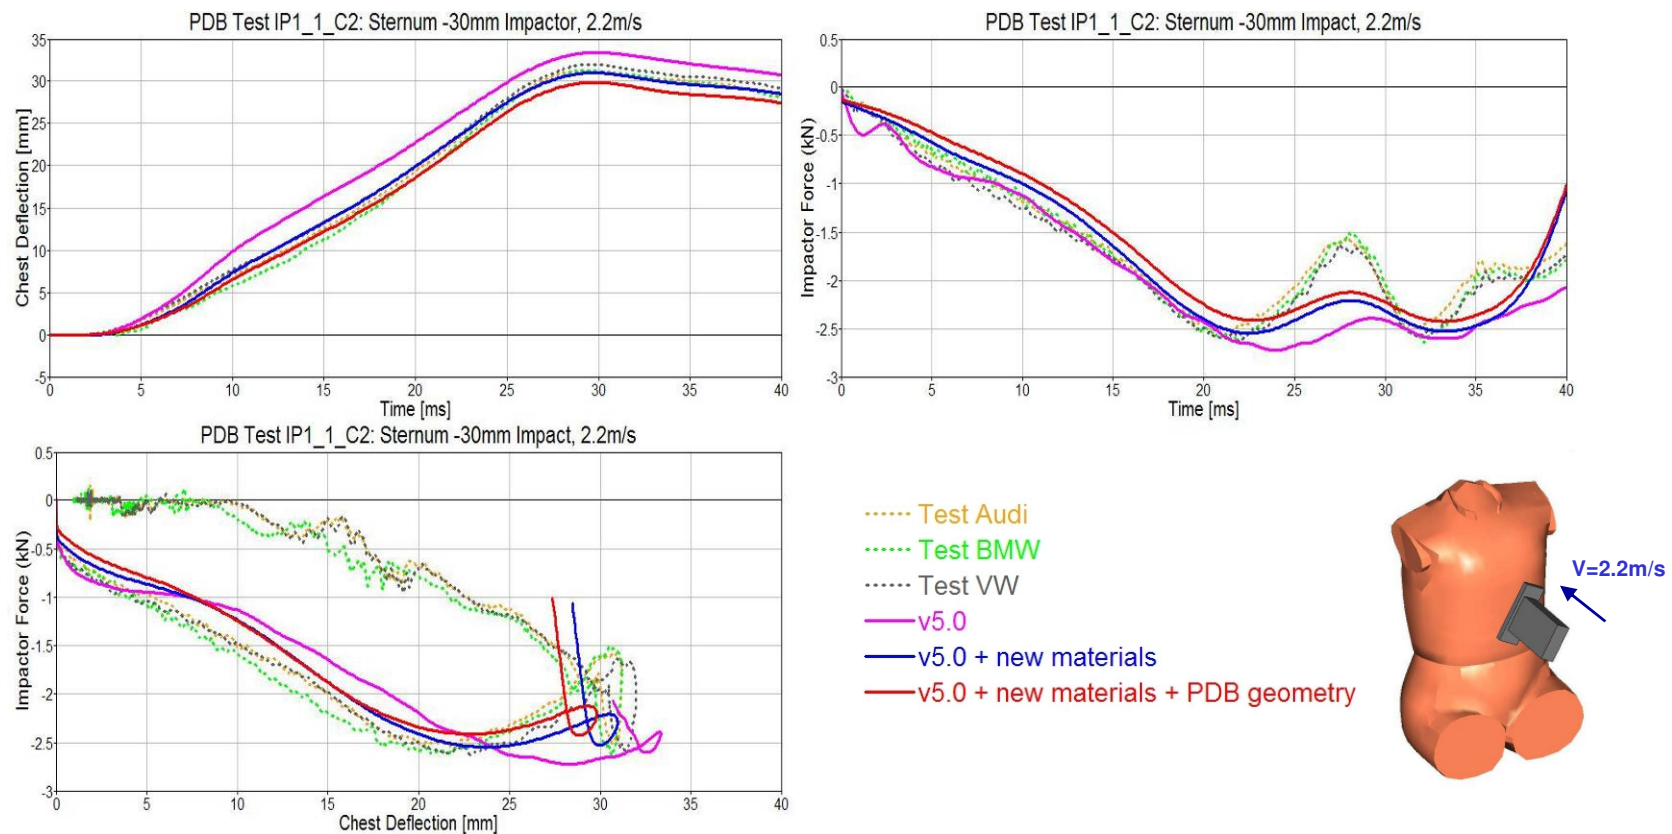 PDB Test IP1_1_C2: Sternum -30mm Impactor, 2.2m/s
35
30
25
20
15
10
5
0
-5
Chest Deflection [mm]
0 5 10 15 20 25 30 35 40
Time [ms]
PDB Test IP1_1_C2: Sternum -30mm Impact, 2.2m/s
0.5
0
-0.5
-1
-1.5
-2
-2.5
-3
Impactor Force (kN)
0 5 10 15 20 25 30 35 40
Time [ms]
PDB Test IP1_1_C2: Sternum -30mm Impact, 2.2m/s
0.5
0
-0.5
-1
-1.5
-2
-2.5
-3
Impactor Force (kN)
0 5 10 15 20 25 30 35 40
Chest Deflection [mm]
Test Audi
Test BMW
Test VW
v5.0
v5.0 + new materials
v5.0 + new materials + PDB geometry
V=2.2m/s